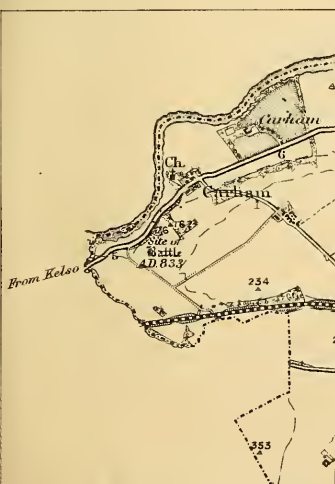 Carham
G
Ch.
Carham
Site of
Battle
A.D. 833
From Kelso
234
353